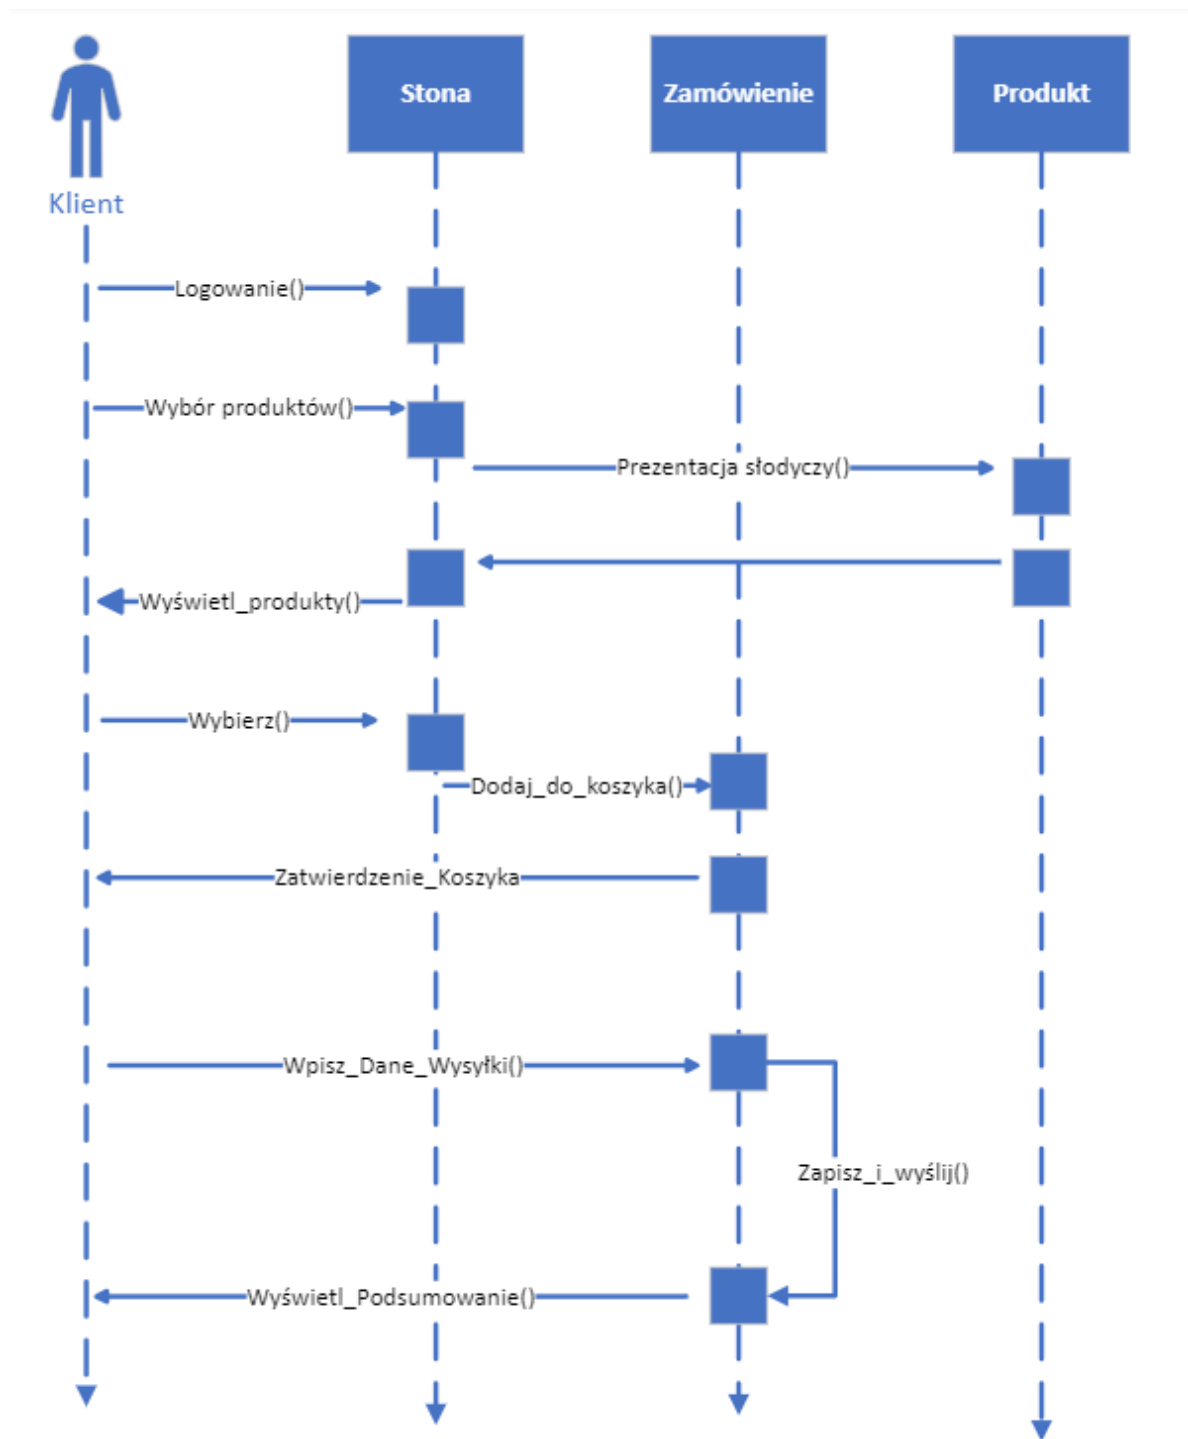 Stona
Zamówienie
Produkt
Klient
Logowanie()
Wybór produktów()
Prezentacja słodyczy()
Wyświetl_produkty()
Wybierz()
Dodaj_do_koszyka()
Zatwierdzenie_Koszyka
Wpisz_Dane_Wysyłki()
Zapisz_i_wyślij()
Wyświetl_Podsumowanie()